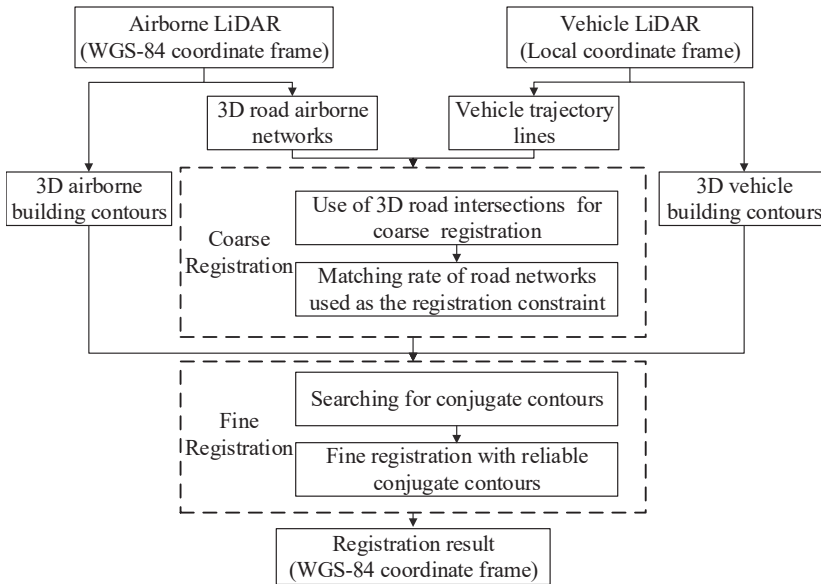 Airborne LiDAR
(WGS-84 coordinate frame)
Vehicle LiDAR
(Local coordinate frame)
3D road airborne
networks
Vehicle trajectory
lines
3D airborne
building contours
3D vehicle
building contours
Coarse
Registration
Use of 3D road intersections for
coarse registration
Matching rate of road networks
used as the registration constraint
Fine
Registration
Searching for conjugate contours
Fine registration with reliable
conjugate contours
Registration result
(WGS-84 coordinate frame)